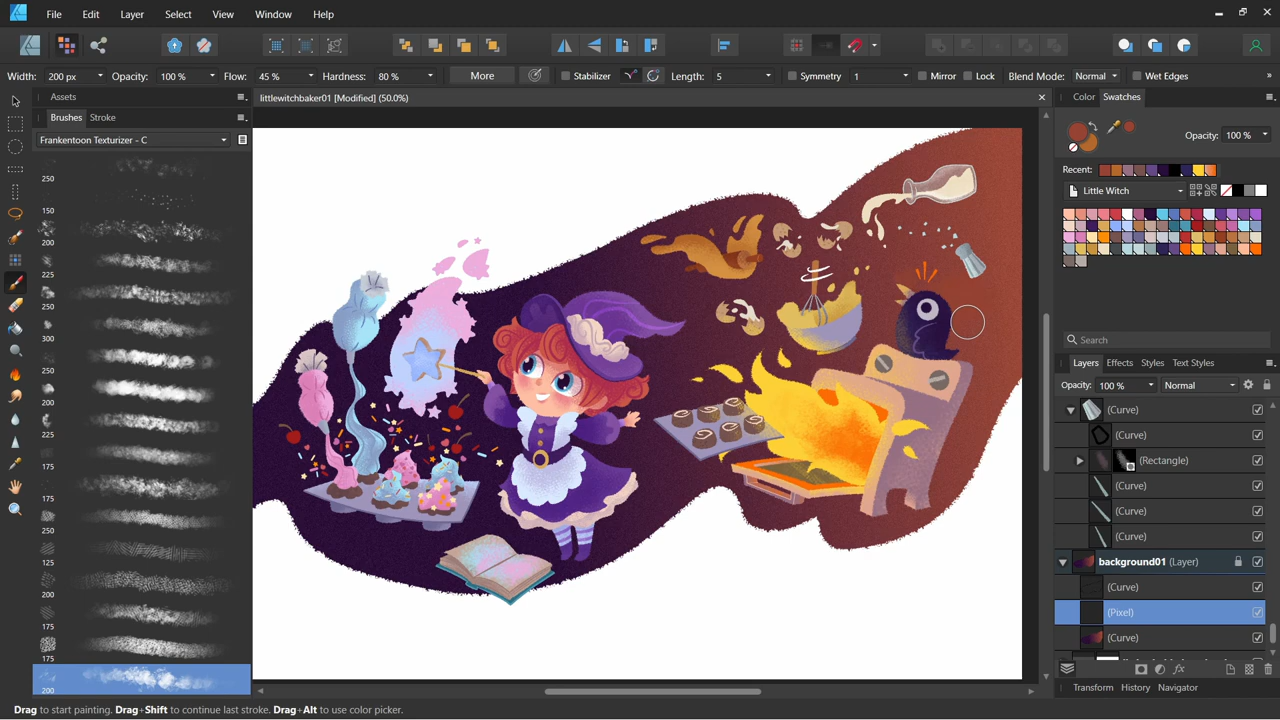 File Edit Layer Select View Window Help
Width: 200 px Opacity: 100 % Flow: 45 % Hardness: 80 % More Stabilizer Length: 5 Symmetry 1 Mirror Lock Blend Mode: Normal Wet Edges »
Assets
littlewitchbaker01 [Modified] (50.0%)
Color Swatches
Brushes Stroke
Opacity: 100 %
Frankentoon Texturizer - C
Recent:
Little Witch
250
150
200
225
250
300
250
200
225
175
175
250
200
175
175
200
Search
Layers Effects Styles Text Styles
Opacity: 100 % Normal
(Curve)
(Curve)
(Rectangle)
(Curve)
(Curve)
(Curve)
background01 (Layer)
(Curve)
(Pixel)
(Curve)
fx
Transform History Navigator
Drag to start painting. Drag+Shift to continue last stroke. Drag+Alt to use color picker.